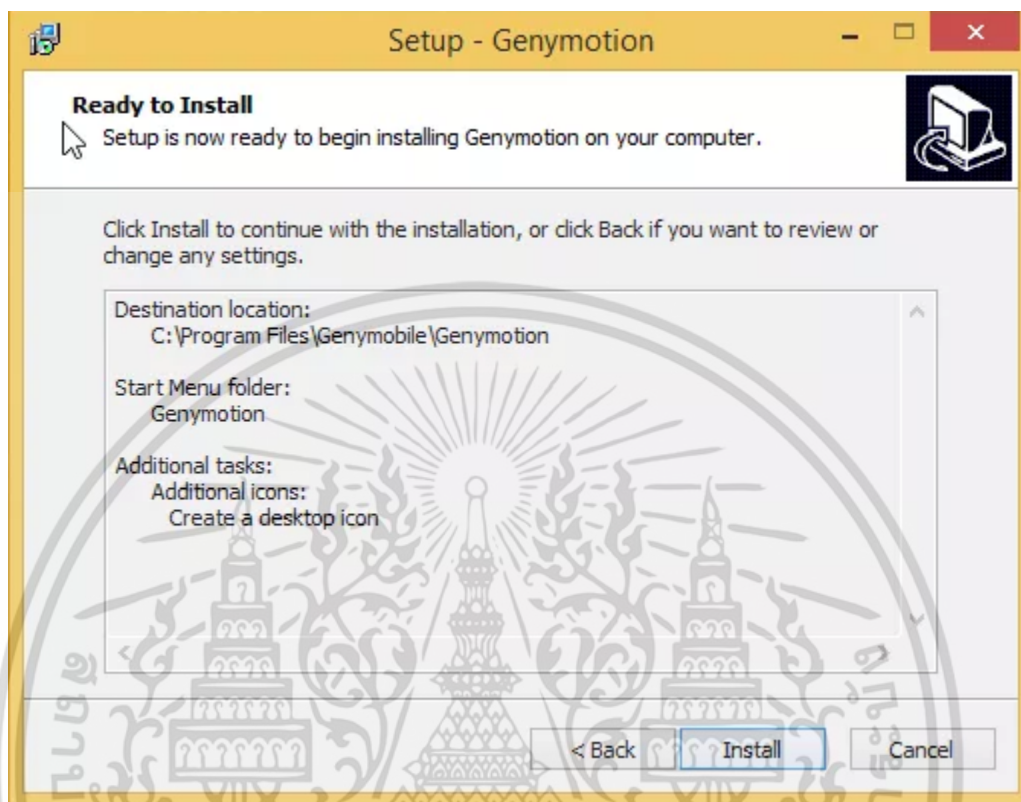 Setup - Genymotion
Ready to Install
Setup is now ready to begin installing Genymotion on your computer.
Click Install to continue with the installation, or click Back if you want to review or
change any settings.
Destination location:
C:\Program Files\Genymobile\Genymotion
Start Menu folder:
Genymotion
Additional tasks:
Additional icons:
Create a desktop icon
< Back
Install
Cancel